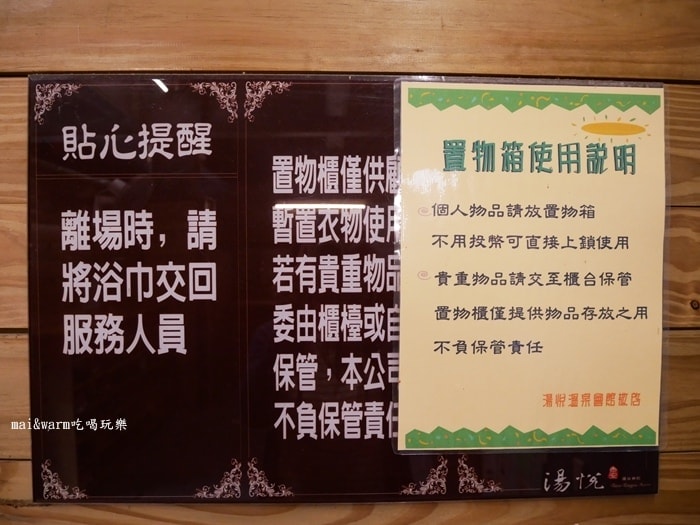 貼心提醒
離場時，請
將浴巾交回
服務人員
置物櫃僅供顧
暫置衣物使用
若有貴重物品
委由櫃檯或自
保管，本公司
不負保管責任
置物箱使用說明
個人物品請放置物箱
不用投幣可直接上鎖使用
貴重物品請交至櫃台保管
置物櫃僅提供物品存放之用
不負保管責任
湯悅溫泉會館敬啓
湯悅
mai&warm吃喝玩樂